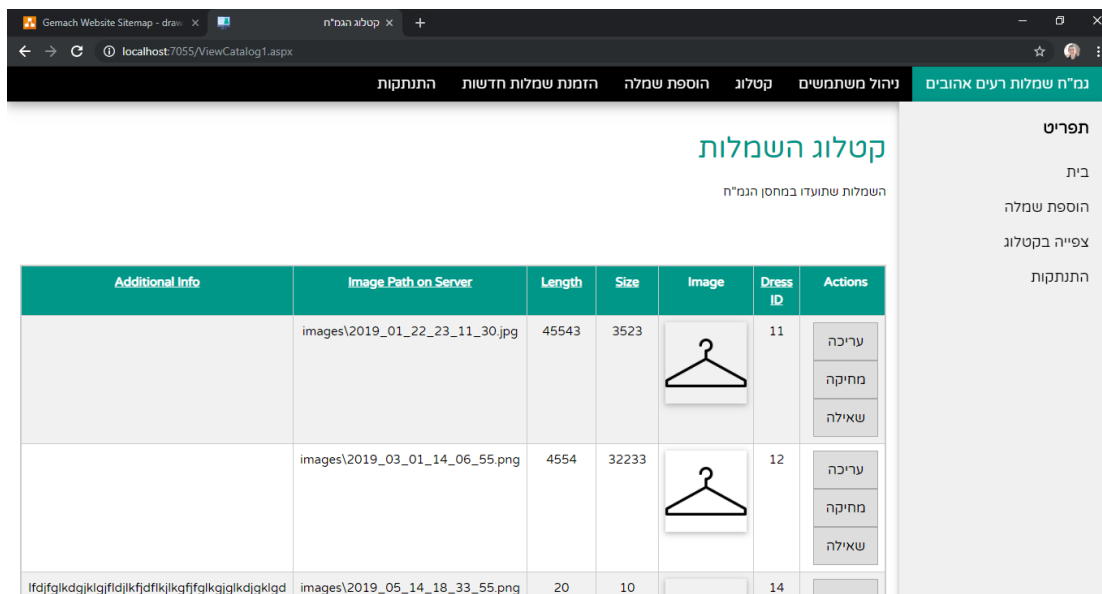 Gemach Website Sitemap - draw
קטלוג הגמ"ח
localhost:7055/ViewCatalog1.aspx
גמ"ח שמלות רעים אהובים ניהול משתמשים קטלוג הוספת שמלה הזמנת שמלות חדשות התנתקות
תפריט
בית
הוספת שמלה
צפייה בקטלוג
התנתקות
קטלוג השמלות
השמלות שתועדו במחסן הגמ"ח
Actions Dress ID Image Size Length Image Path on Server Additional Info
עריכה 11 3523 45543 images\2019_01_22_23_11_30.jpg
מחיקה
שאילה
עריכה 12 32233 4554 images\2019_03_01_14_06_55.png
מחיקה
שאילה
14 10 20 images\2019_05_14_18_33_55.png